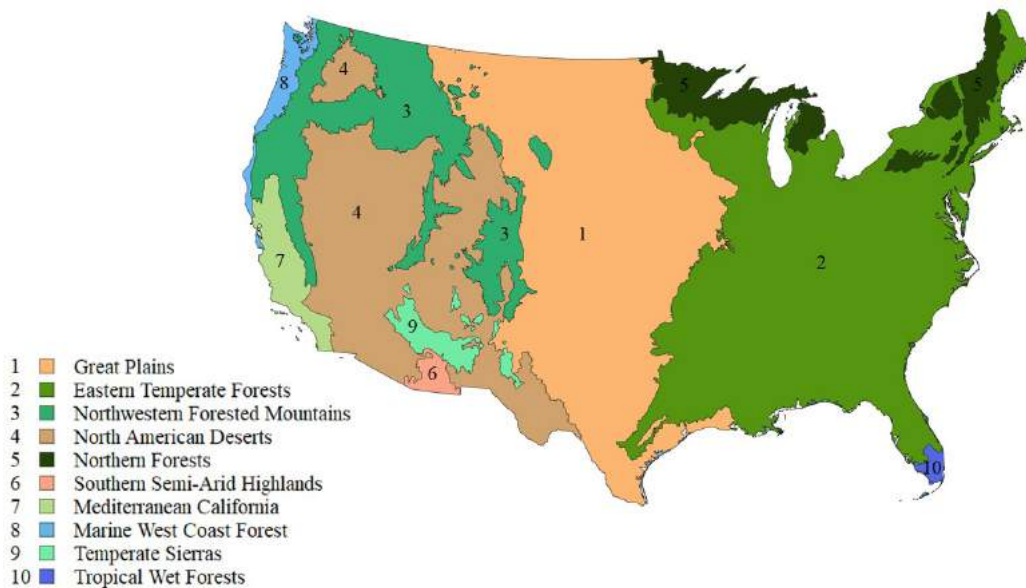 4
5
5
8
3
4
3
1
7
2
9
6
10
1 Great Plains
2 Eastern Temperate Forests
3 Northwestern Forested Mountains
4 North American Deserts
5 Northern Forests
6 Southern Semi-Arid Highlands
7 Mediterranean California
8 Marine West Coast Forest
9 Temperate Sierras
10 Tropical Wet Forests